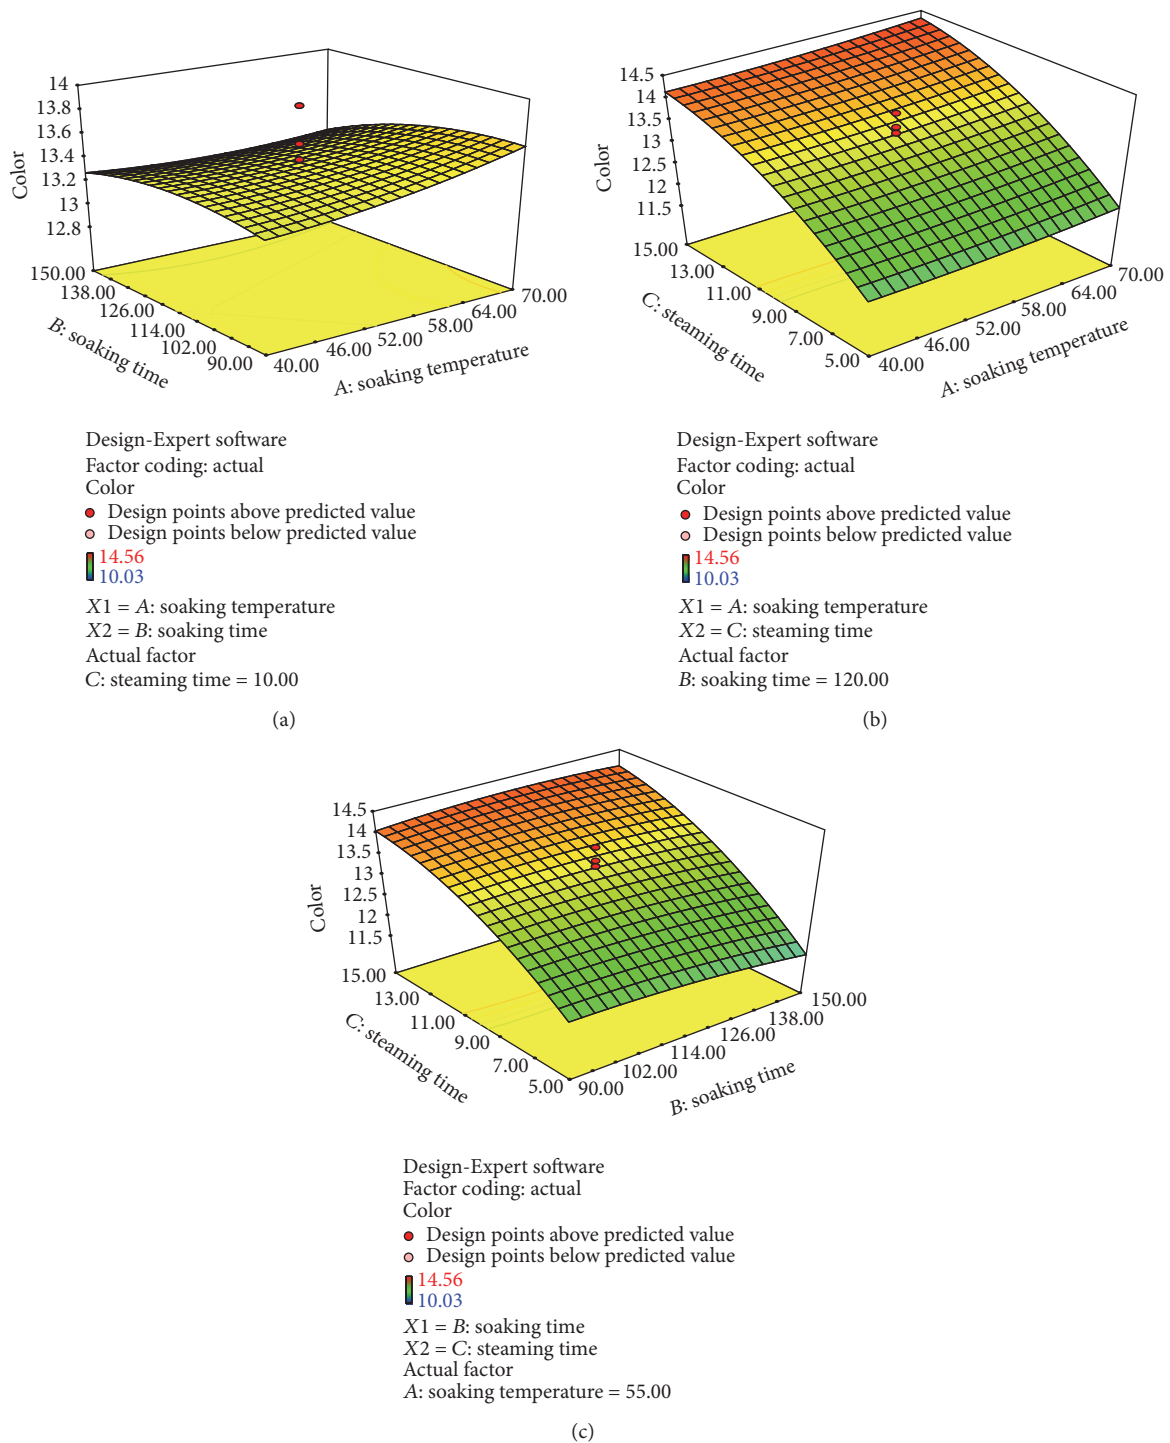 14
13.8
13.6
13.4
13.2
13
12.8
Color
150.00
138.00
126.00
114.00
102.00
90.00
B: soaking time
40.00
46.00
52.00
58.00
64.00
70.00
A: soaking temperature
Design-Expert software
Factor coding: actual
Color
Design points above predicted value
Design points below predicted value
14.56
10.03
X1 = A: soaking temperature
X2 = B: soaking time
Actual factor
C: steaming time = 10.00
(a)
14.5
14
13.5
13
12.5
12
11.5
Color
15.00
13.00
11.00
9.00
7.00
5.00
C: steaming time
40.00
46.00
52.00
58.00
64.00
70.00
A: soaking temperature
Design-Expert software
Factor coding: actual
Color
Design points above predicted value
Design points below predicted value
14.56
10.03
X1 = A: soaking temperature
X2 = C: steaming time
Actual factor
B: soaking time = 120.00
(b)
14.5
14
13.5
13
12.5
12
11.5
Color
15.00
13.00
11.00
9.00
7.00
5.00
C: steaming time
90.00
102.00
114.00
126.00
138.00
150.00
B: soaking time
Design-Expert software
Factor coding: actual
Color
Design points above predicted value
Design points below predicted value
14.56
10.03
X1 = B: soaking time
X2 = C: steaming time
Actual factor
A: soaking temperature = 55.00
(c)